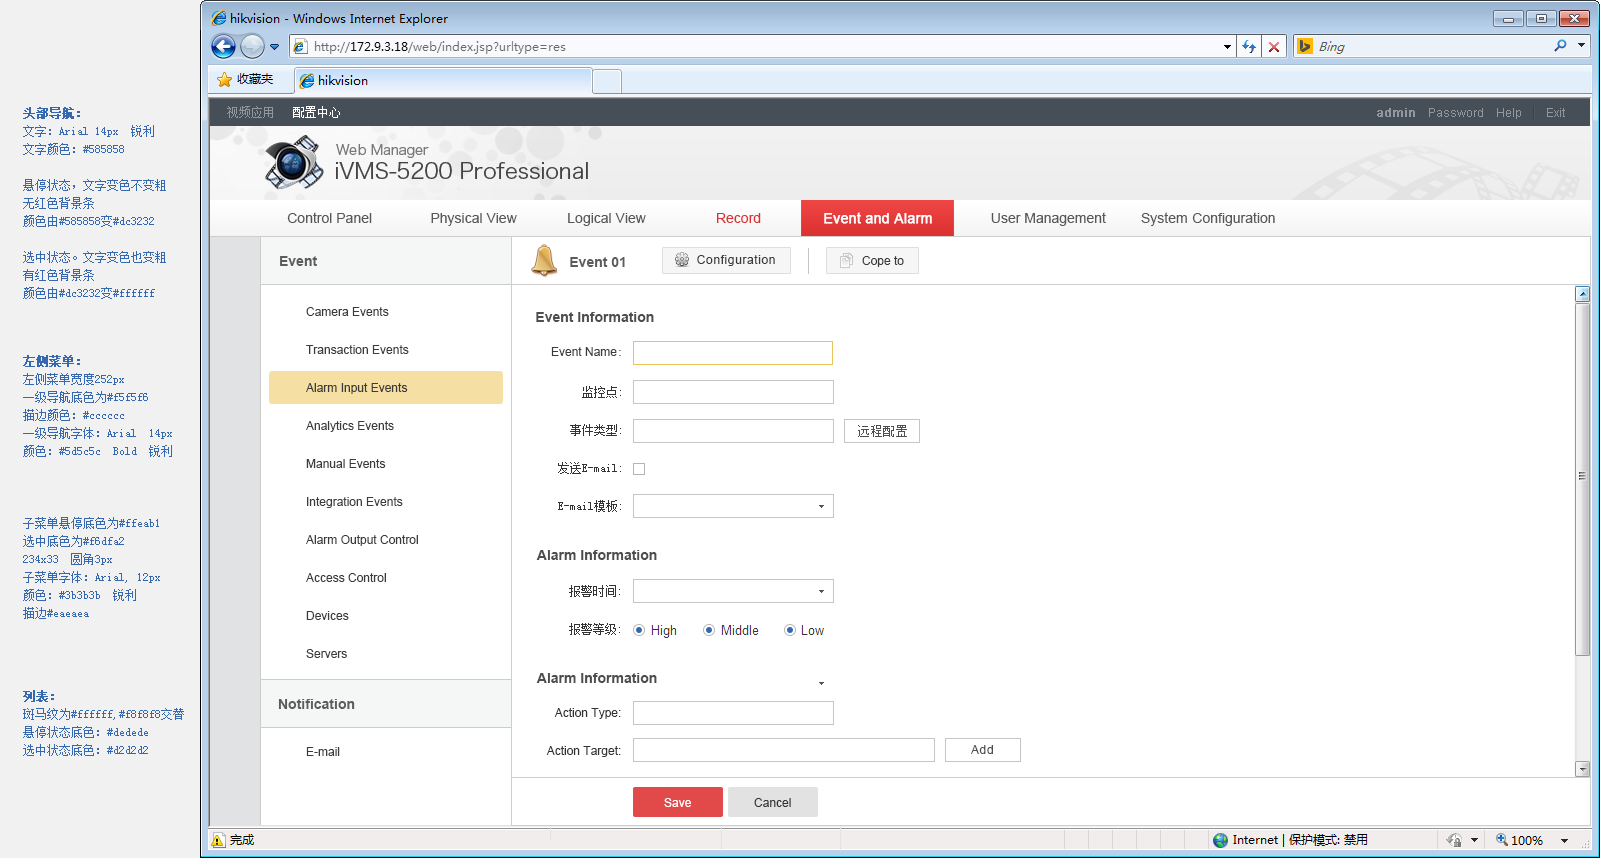 头部导航：
文字：Arial 14px 锐利
文字颜色：#585858
悬停状态，文字变色不变粗
无红色背景条
颜色由#585858变#dc3232
选中状态。文字变色也变粗
有红色背景条
颜色由#dc3232变#ffffff
左侧菜单：
左侧菜单宽度252px
一级导航底色为#f5f5f6
描边颜色：#cccccc
一级导航字体：Arial 14px
颜色：#5d5c5c Bold 锐利
子菜单悬停底色为#ffeab1
选中底色为#f6dfa2
234x33 圆角3px
子菜单字体：Arial, 12px
颜色：#3b3b3b 锐利
描边#eaeaea
列表：
斑马纹为#ffffff,#f8f8f8交替
悬停状态底色：#dedede
选中状态底色：#d2d2d2
hikvision - Windows Internet Explorer
http://172.9.3.18/web/index.jsp?urltype=res
Bing
收藏夹
hikvision
视频应用 配置中心
admin Password Help Exit
Web Manager
iVMS-5200 Professional
Control Panel Physical View Logical View Record Event and Alarm User Management System Configuration
Event
Camera Events
Transaction Events
Alarm Input Events
Analytics Events
Manual Events
Integration Events
Alarm Output Control
Access Control
Devices
Servers
Notification
E-mail
Event 01 Configuration Cope to
Event Information
Event Name:
监控点:
事件类型: 远程配置
发送E-mail:
E-mail模板:
Alarm Information
报警时间:
报警等级: High Middle Low
Alarm Information
Action Type:
Action Target: Add
Save Cancel
完成
Internet | 保护模式: 禁用
100%